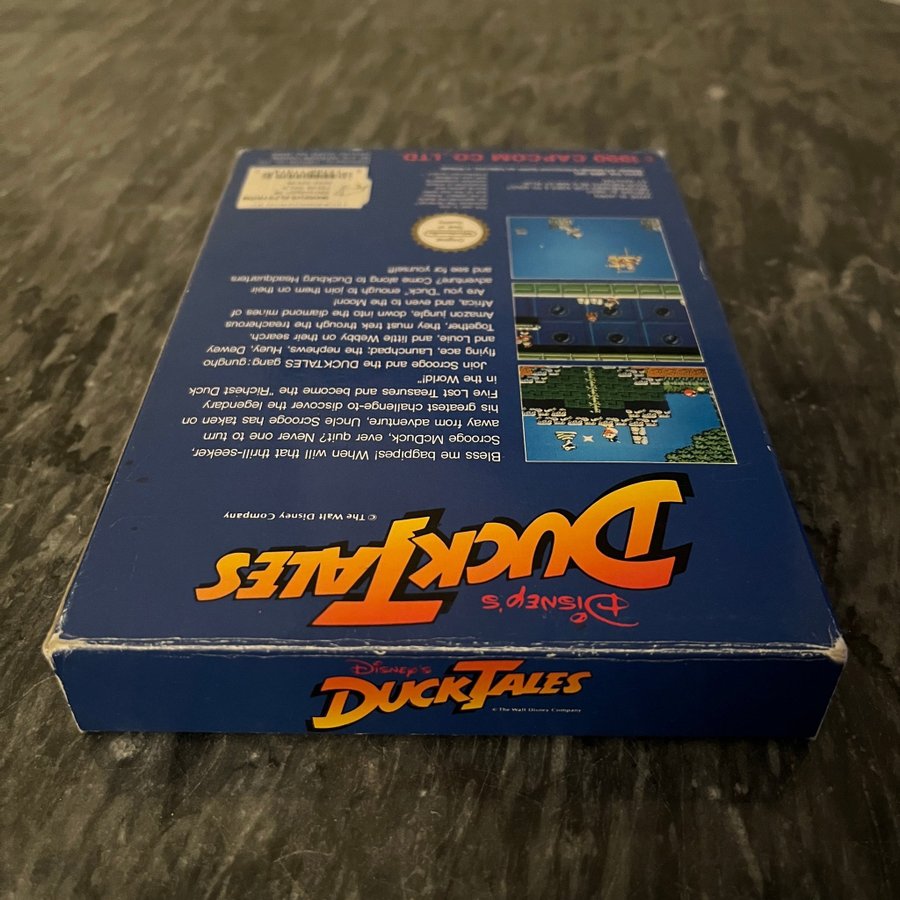 Disney's
DUCKTALES
© The Walt Disney Company
Bless me bagpipes! When will that thrill-seeker,
Scrooge McDuck, ever quit? Never one to turn
away from adventure, Uncle Scrooge has taken on
his greatest challenge-to discover the legendary
Five Lost Treasures and become the "Richest Duck
in the World!"
Join Scrooge and the DUCKTALES gang: gungho
flying ace, Launchpad; the nephews, Huey, Dewey
and Louie, and little Webby on their search.
Together, they must trek through the treacherous
Amazon jungle, down into the diamond mines of
Africa, and even to the Moon!
Are you "Duck" enough to join them on their
adventure? Come along to Duckburg Headquarters
and see for yourself!
Original
Nintendo
Seal of
Quality
© 1990 CAPCOM CO. LTD.
Disney's
DUCKTALES
© The Walt Disney Company